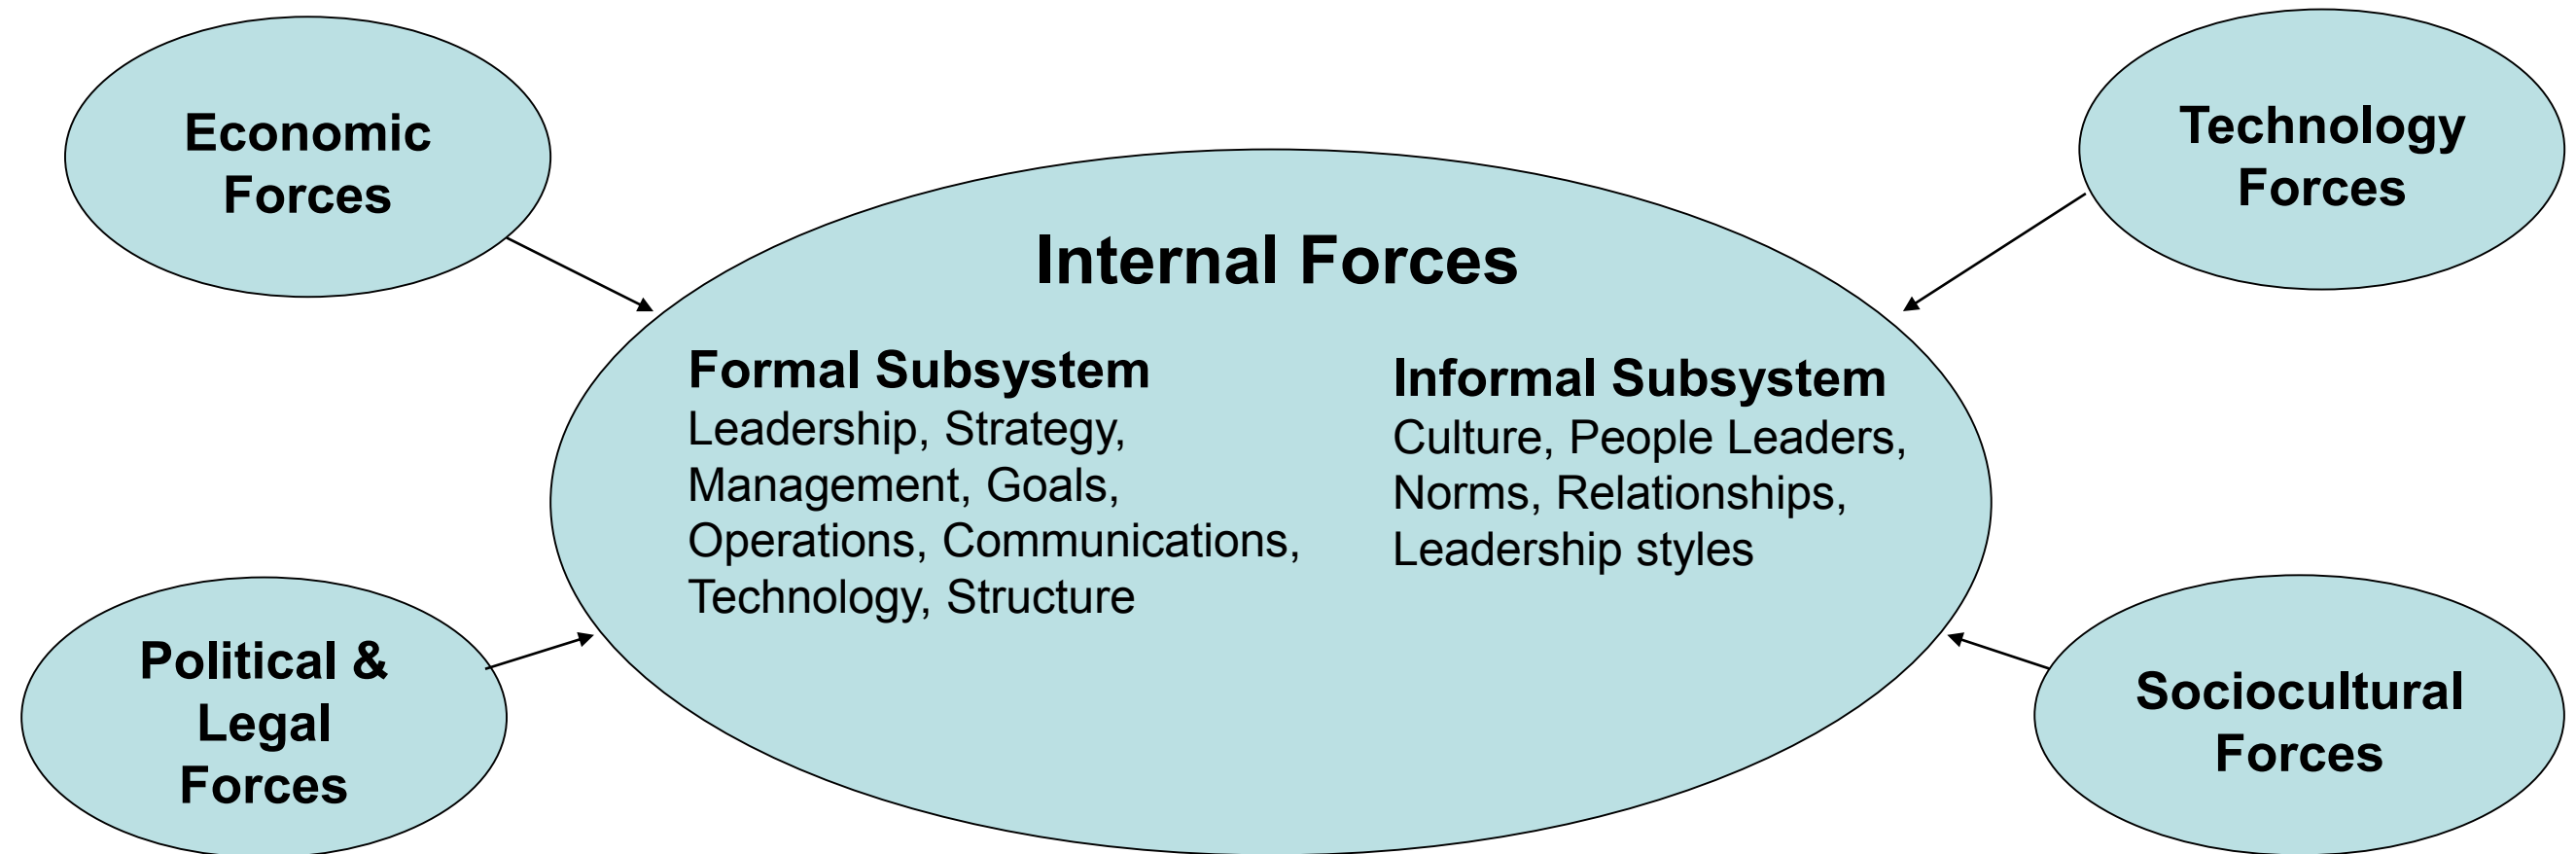 Economic
Forces
Technology
Forces
Internal Forces
Formal Subsystem
Leadership, Strategy,
Management, Goals,
Operations, Communications,
Technology, Structure
Informal Subsystem
Culture, People Leaders,
Norms, Relationships,
Leadership styles
Political &
Legal
Forces
Sociocultural
Forces